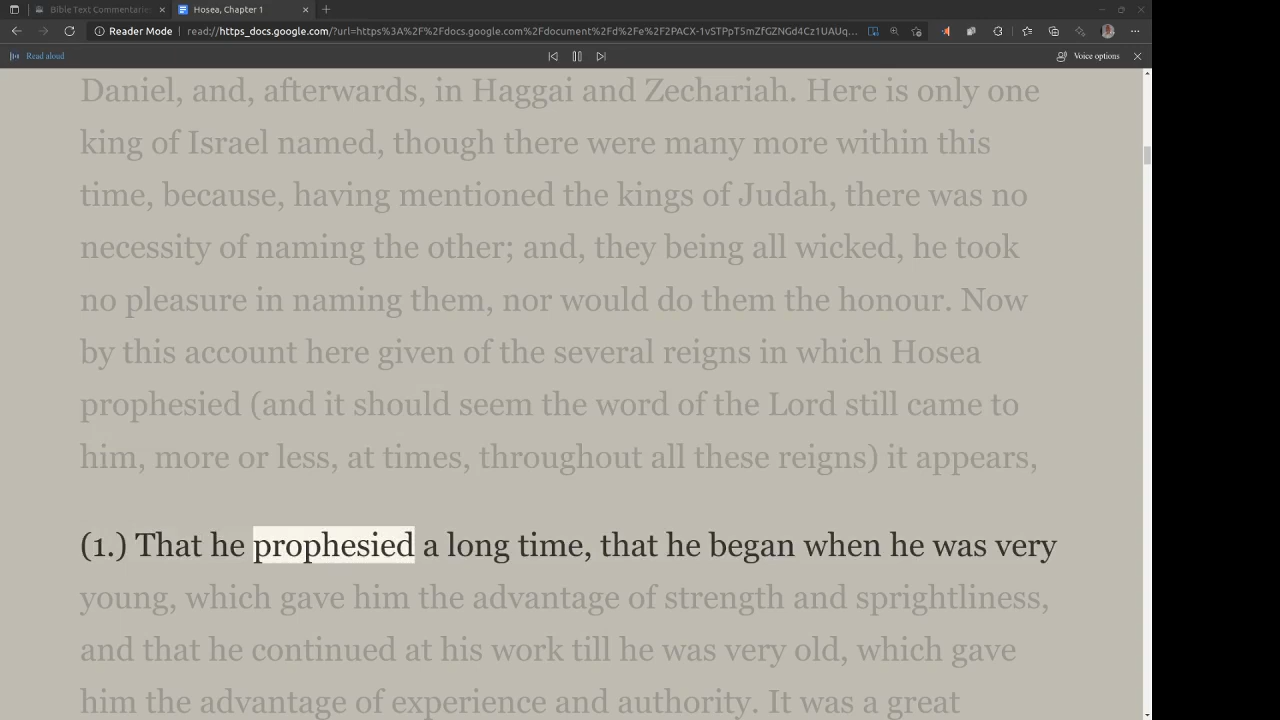 Bible Text Commentarie
Hosea, Chapter 1
Reader Mode
read://https_docs.google.com/?url=https%3A%2F%2Fdocs.google.com%2Fdocument%2Fd%2Fe%2F2PACX-1vSTPpT5mZfGZNGd4Cz1UAUq...
Read aloud
Voice options
Daniel, and, afterwards, in Haggai and Zechariah. Here is only one
king of Israel named, though there were many more within this
time, because, having mentioned the kings of Judah, there was no
necessity of naming the other; and, they being all wicked, he took
no pleasure in naming them, nor would do them the honour. Now
by this account here given of the several reigns in which Hosea
prophesied (and it should seem the word of the Lord still came to
him, more or less, at times, throughout all these reigns) it appears,
(1.) That he prophesied a long time, that he began when he was very
young, which gave him the advantage of strength and sprightliness,
and that he continued at his work till he was very old, which gave
him the advantage of experience and authority. It was a great